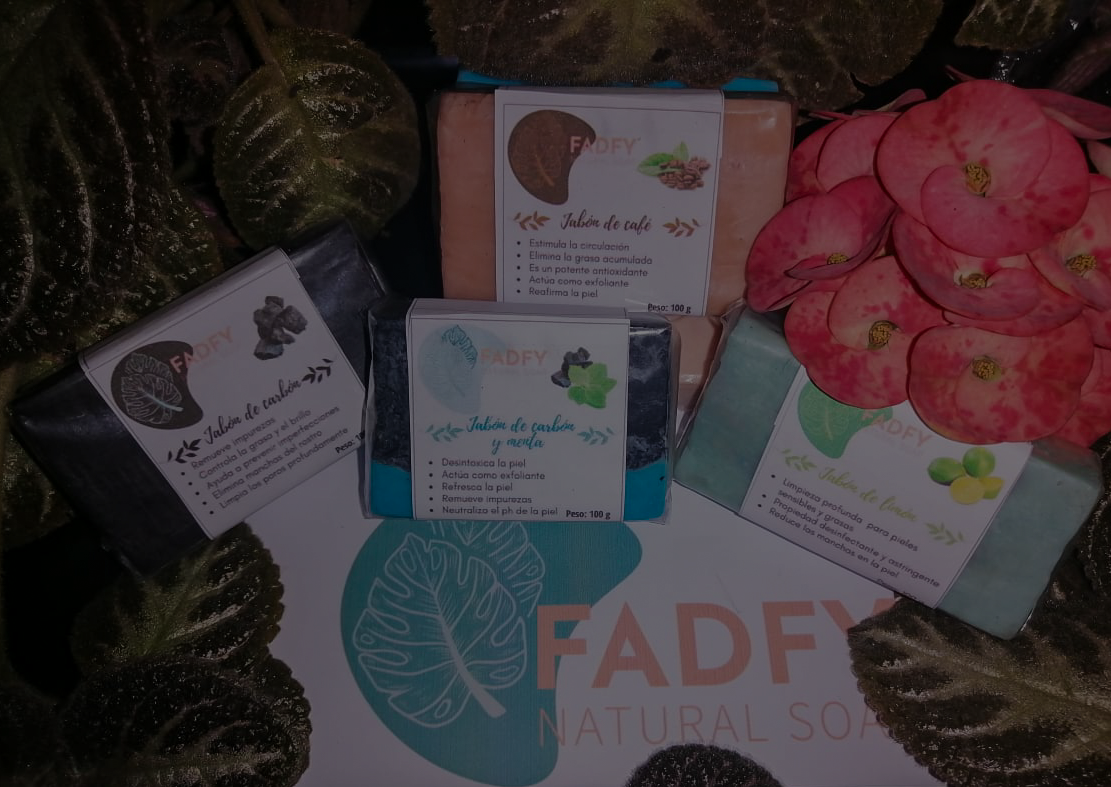 FADFY
Jabón de café
Estimula la circulación
Elimina la grasa acumulada
Es un potente antioxidante
Actúa como exfoliante
Reafirma la piel
Peso: 100 g
FADFY
Jabón de carbón
Remueve impurezas
Controla la grasa y el brillo
Ayuda a prevenir imperfecciones
Elimina manchas del rostro
Limpia los poros profundamente
Peso: 10
FADFY
Jabón de carbón
y menta
Desintoxica la piel
Actúa como exfoliante
Refresca la piel
Remueve impurezas
Neutraliza el ph de la piel
Peso: 100 g
FADFY
Jabón de limón
Limpieza profunda para pieles
sensibles y grasas
Propiedad desinfectante y astringente
Reduce las manchas en la piel
FADFY
NATURAL SOA